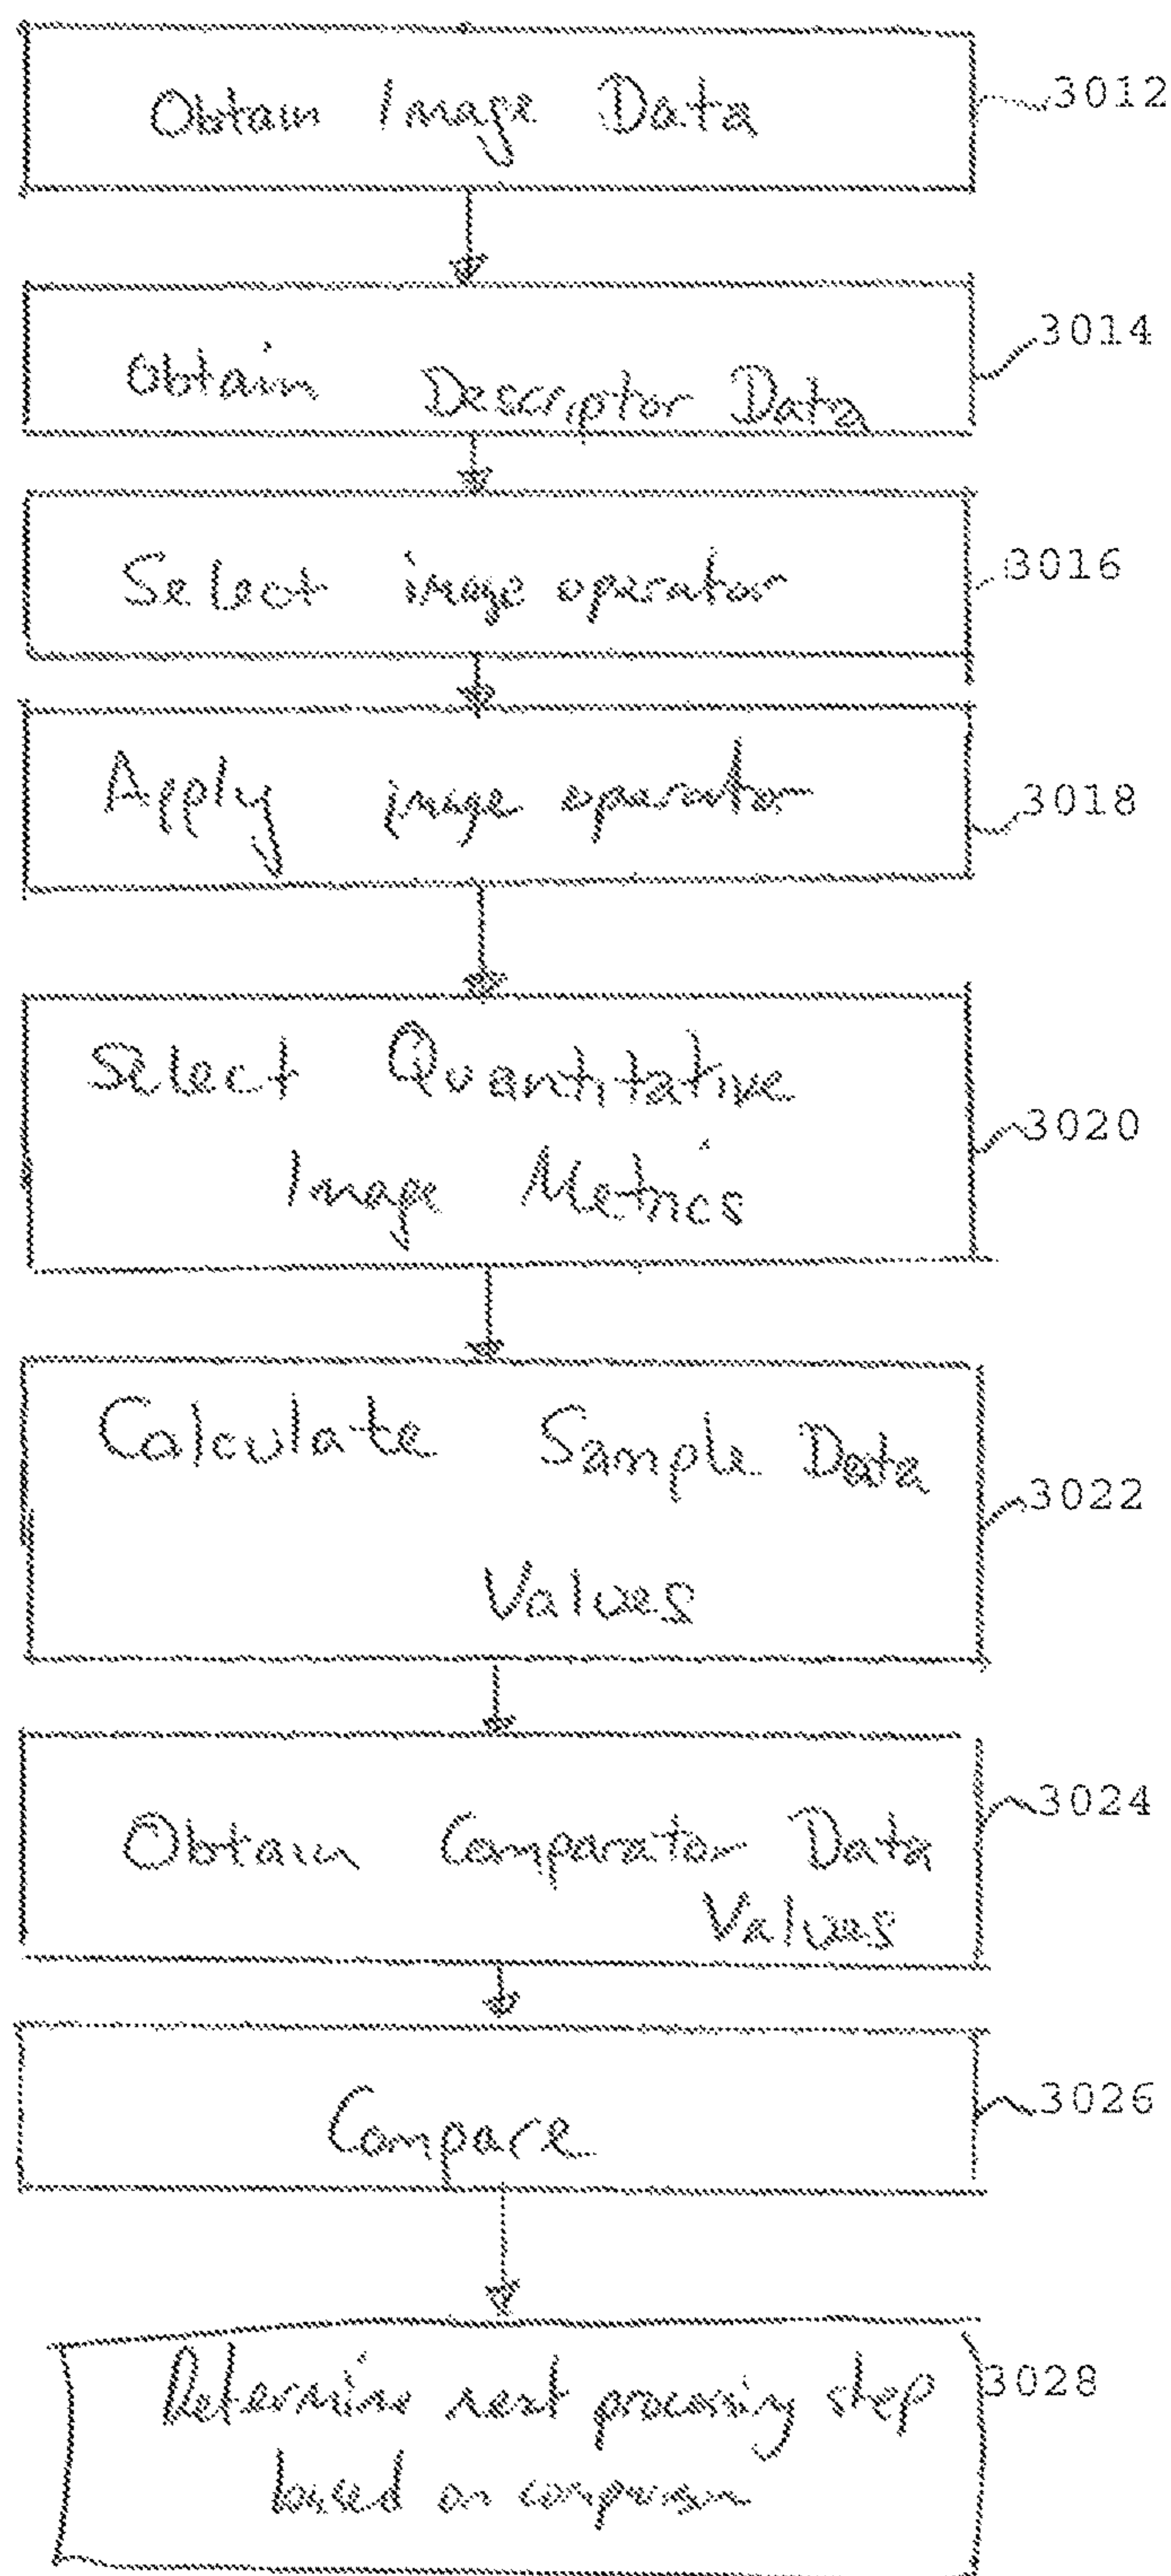 Obtain Image Data
3012
Obtain Descriptor Data
3014
Select image operator
3016
Apply image operator
3018
Select Quantitative
Image Metrics
3020
Calculate Sample Data
Values
3022
Obtain Comparator Data
Values
3024
Compare
3026
Determine next processing step
based on comparison
3028